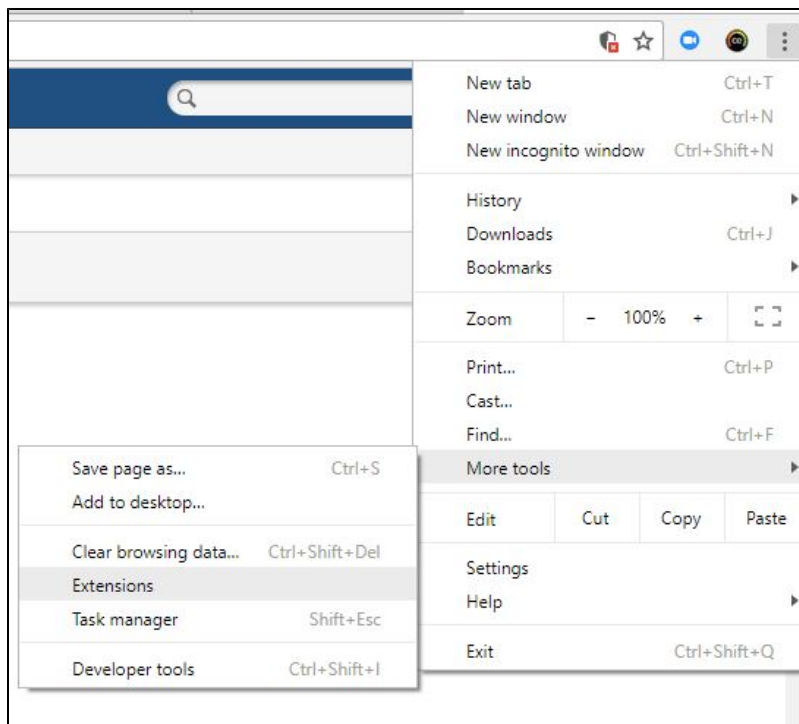 New tab Ctrl+T
New window Ctrl+N
New incognito window Ctrl+Shift+N
History
Downloads Ctrl+J
Bookmarks
Zoom - 100% +
Print... Ctrl+P
Cast...
Find... Ctrl+F
More tools
Edit Cut Copy Paste
Settings
Help
Exit Ctrl+Shift+Q
Save page as... Ctrl+S
Add to desktop...
Clear browsing data... Ctrl+Shift+Del
Extensions
Task manager Shift+Esc
Developer tools Ctrl+Shift+I